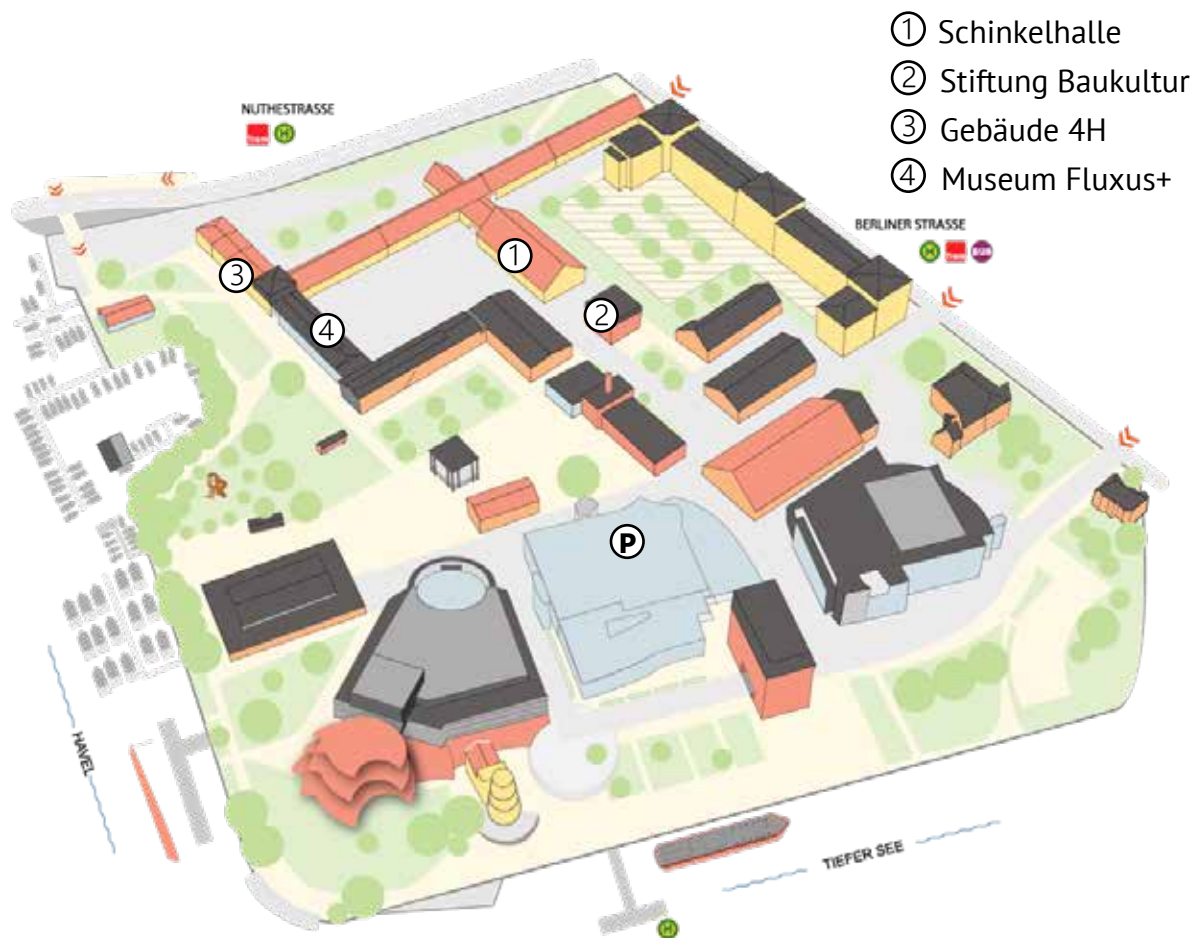 ① Schinkelhalle
② Stiftung Baukultur
③ Gebäude 4H
④ Museum Fluxus+
NUTHESTRASSE
H
BERLINER STRASSE
H
1
2
3
4
P
HAVEL
TIEFER SEE
H